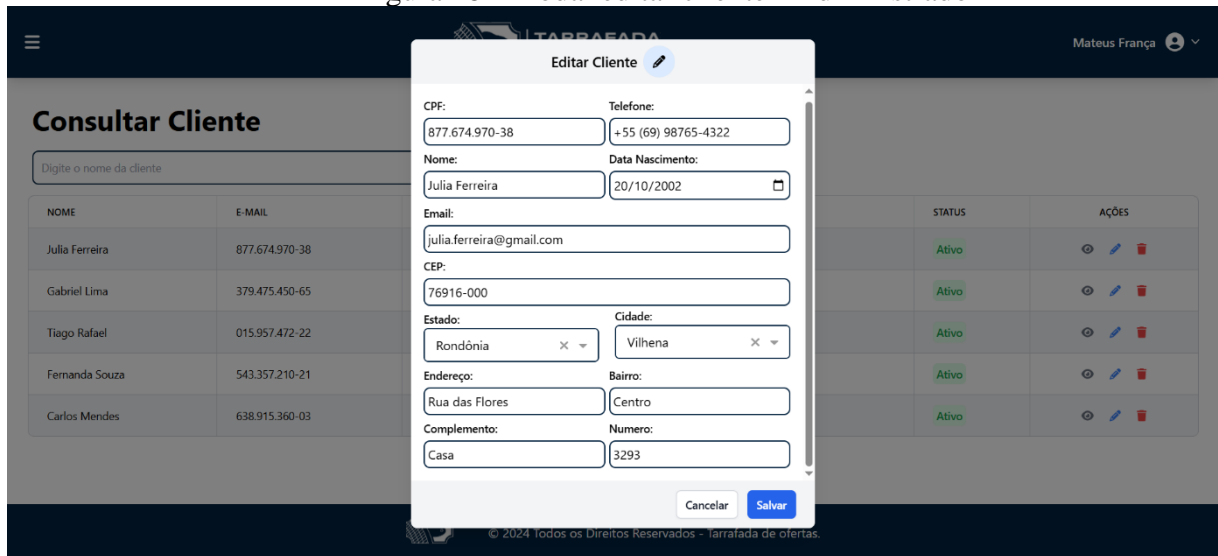 TARRAFADA
Mateus França
Editar Cliente
Consultar Cliente
Digite o nome da cliente
NOME E-MAIL STATUS AÇÕES
Julia Ferreira 877.674.970-38 Ativo
Gabriel Lima 379.475.450-65 Ativo
Tiago Rafael 015.957.472-22 Ativo
Fernanda Souza 543.357.210-21 Ativo
Carlos Mendes 638.915.360-03 Ativo
CPF: Telefone:
877.674.970-38 +55 (69) 98765-4322
Nome: Data Nascimento:
Julia Ferreira 20/10/2002
Email:
julia.ferreira@gmail.com
CEP:
76916-000
Estado: Cidade:
Rondônia Vilhena
Endereço: Bairro:
Rua das Flores Centro
Complemento: Numero:
Casa 3293
Cancelar Salvar
© 2024 Todos os Direitos Reservados - Tarrafada de ofertas.